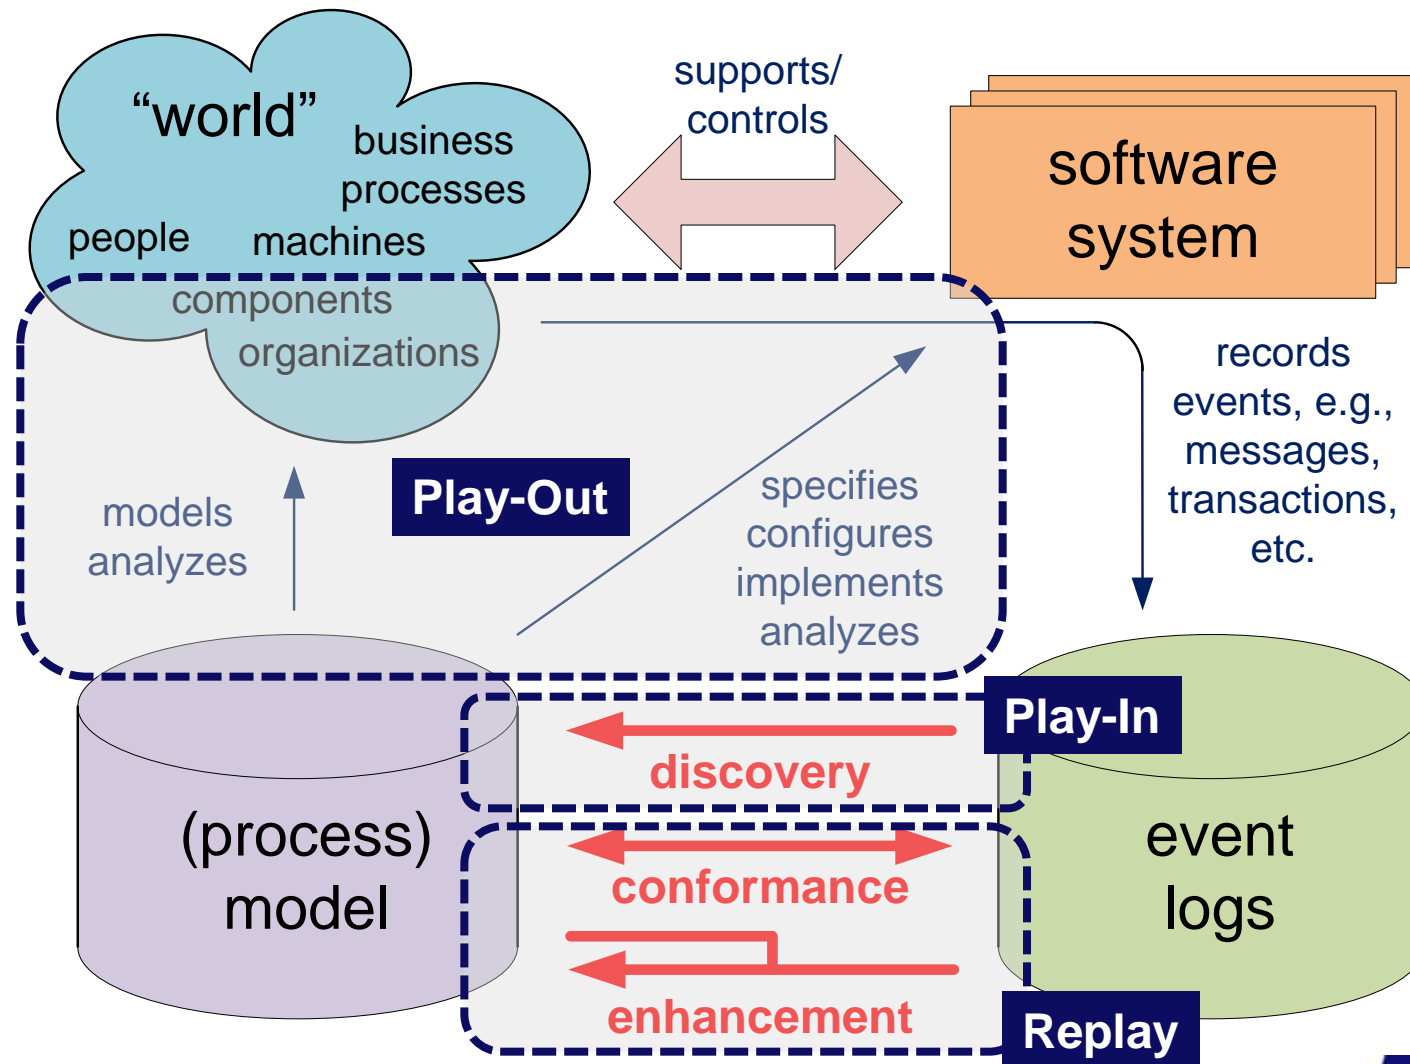 “world”
business
processes
people
machines
components
organizations
supports/
controls
software
system
records
events, e.g.,
messages,
transactions,
etc.
models
analyzes
Play-Out
specifies
configures
implements
analyzes
Play-In
discovery
(process)
model
conformance
enhancement
event
logs
Replay